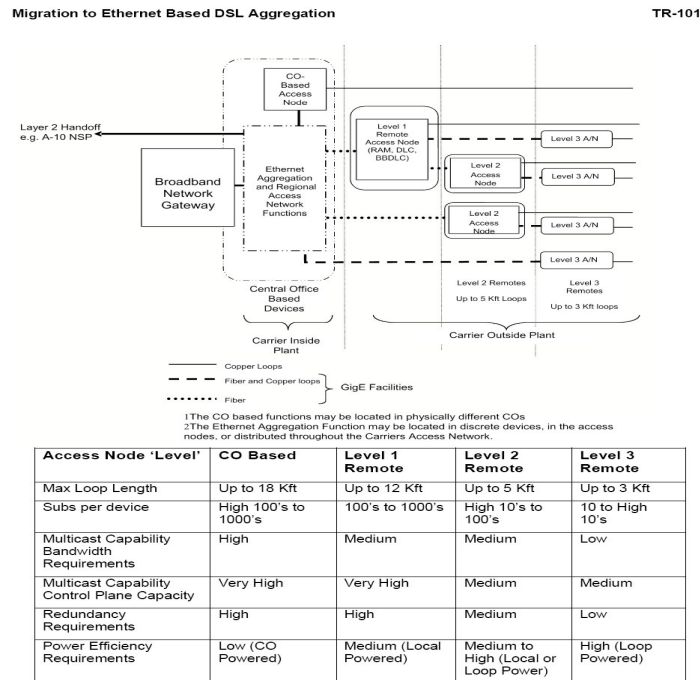 Migration to Ethernet Based DSL Aggregation
TR-101
CO-
Based
Access
Node
Layer 2 Handoff
e.g. A-10 NSP
Level 1
Remote
Access Node
(RAM, DLC,
BBDLC)
Level 3 A/N
Broadband
Network
Gateway
Ethernet
Aggregation
and Regional
Access
Network
Functions
Level 2
Access
Node
Level 3 A/N
Level 2
Access
Node
Level 3 A/N
Level 3 A/N
Central Office
Based
Devices
Level 2 Remotes
Up to 5 Kft Loops
Level 3
Remotes
Up to 3 Kft loops
Carrier Inside
Plant
Carrier Outside Plant
Copper Loops
Fiber and Copper loops
Fiber
GigE Facilities
1The CO based functions may be located in physically different COs
2The Ethernet Aggregation Function may be located in discrete devices, in the access
nodes, or distributed throughout the Carriers Access Network.
Access Node 'Level' CO Based Level 1 Remote Level 2 Remote Level 3 Remote
Max Loop Length Up to 18 Kft Up to 12 Kft Up to 5 Kft Up to 3 Kft
Subs per device High 100's to 1000's 100's to 1000's High 10's to 100's 10 to High 10's
Multicast Capability Bandwidth Requirements High Medium Medium Low
Multicast Capability Control Plane Capacity Very High Very High Medium Medium
Redundancy Requirements High High Medium Low
Power Efficiency Requirements Low (CO Powered) Medium (Local Powered) Medium to High (Local or Loop Power) High (Loop Powered)